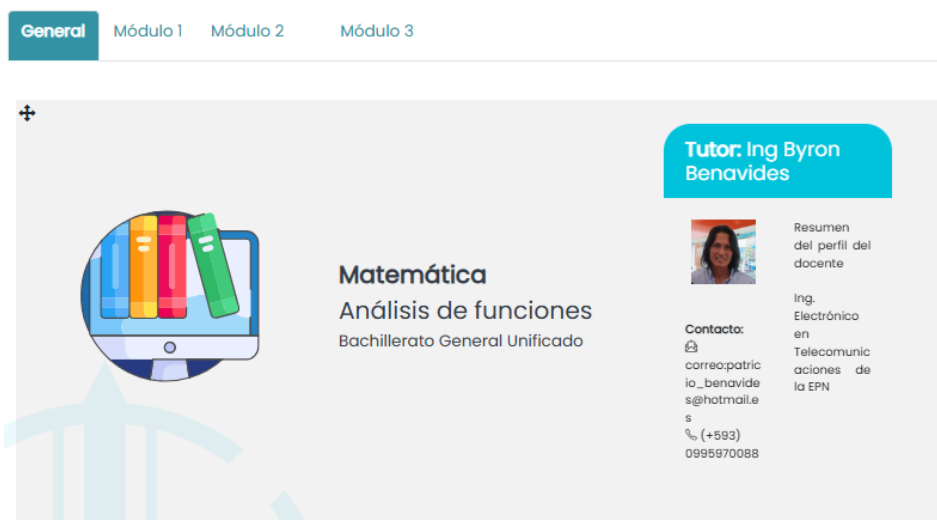 General
Módulo 1
Módulo 2
Módulo 3
Matemática
Análisis de funciones
Bachillerato General Unificado
Tutor: Ing Byron
Benavides
Contacto:
correo:patric
io_benavide
s@hotmail.e
s
(+593)
0995970088
Resumen
del perfil del
docente
Ing.
Electrónico
en
Telecomunic
aciones de
la EPN